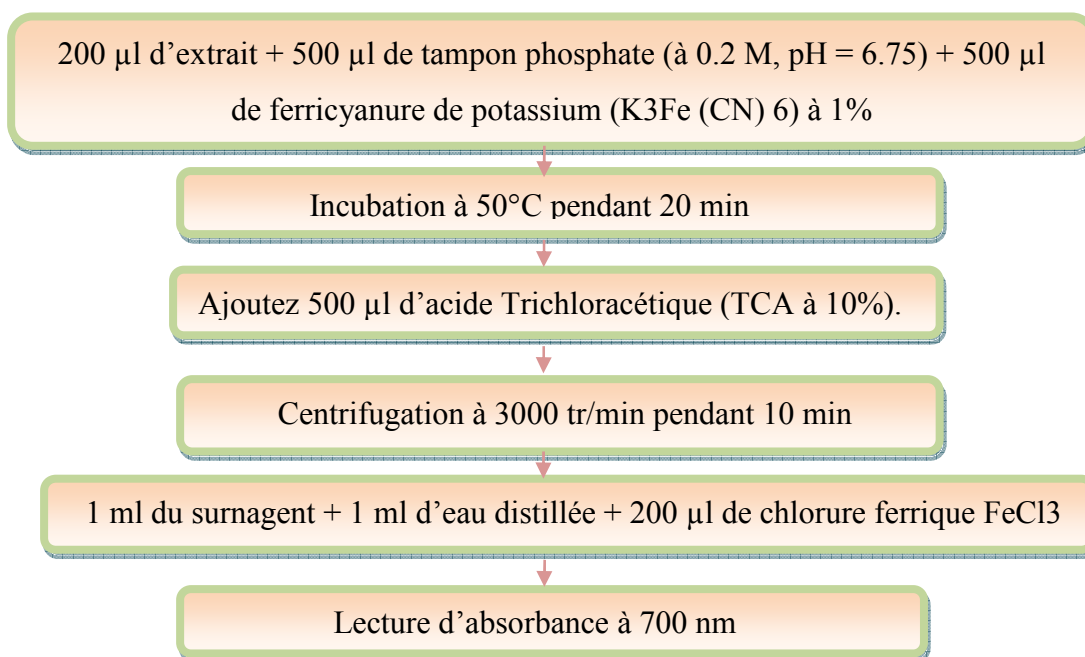 200 µl d’extrait + 500 µl de tampon phosphate (à 0.2 M, pH = 6.75) + 500 µl
de ferricyanure de potassium (K3Fe (CN) 6) à 1%
Incubation à 50°C pendant 20 min
Ajoutez 500 µl d’acide Trichloracétique (TCA à 10%).
Centrifugation à 3000 tr/min pendant 10 min
1 ml du surnagent + 1 ml d’eau distillée + 200 µl de chlorure ferrique FeCl3
Lecture d’absorbance à 700 nm